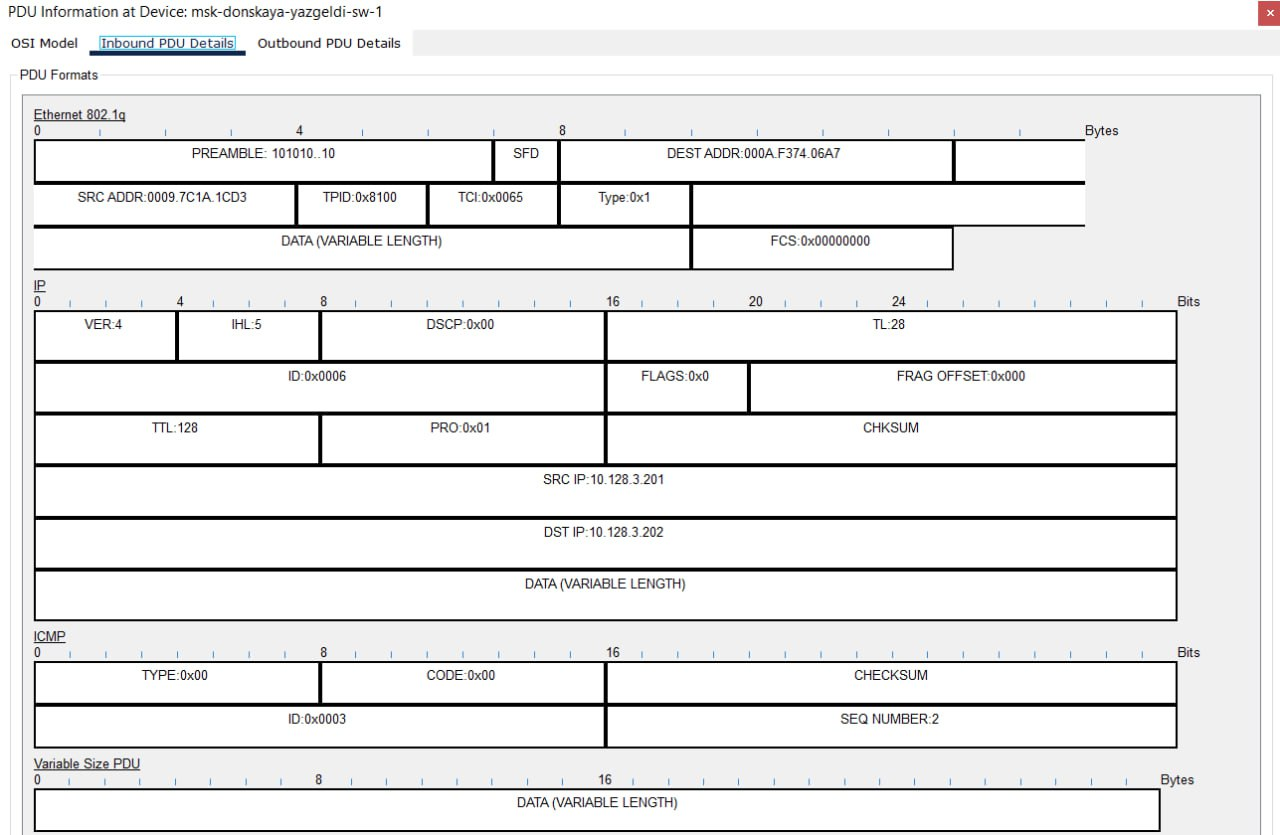 PDU Information at Device: msk-donskaya-yazgeldi-sw-1
×
OSI Model Inbound PDU Details Outbound PDU Details
PDU Formats
Ethernet 802.1q
0 4 8 Bytes
PREAMBLE: 101010..10 SFD DEST ADDR:000A.F374.06A7
SRC ADDR:0009.7C1A.1CD3 TPID:0x8100 TCI:0x0065 Type:0x1
DATA (VARIABLE LENGTH) FCS:0x00000000
IP
0 4 8 16 20 24 Bits
VER:4 IHL:5 DSCP:0x00 TL:28
ID:0x0006 FLAGS:0x0 FRAG OFFSET:0x000
TTL:128 PRO:0x01 CHKSUM
SRC IP:10.128.3.201
DST IP:10.128.3.202
DATA (VARIABLE LENGTH)
ICMP
0 8 16 Bits
TYPE:0x00 CODE:0x00 CHECKSUM
ID:0x0003 SEQ NUMBER:2
Variable Size PDU
0 8 16 Bytes
DATA (VARIABLE LENGTH)